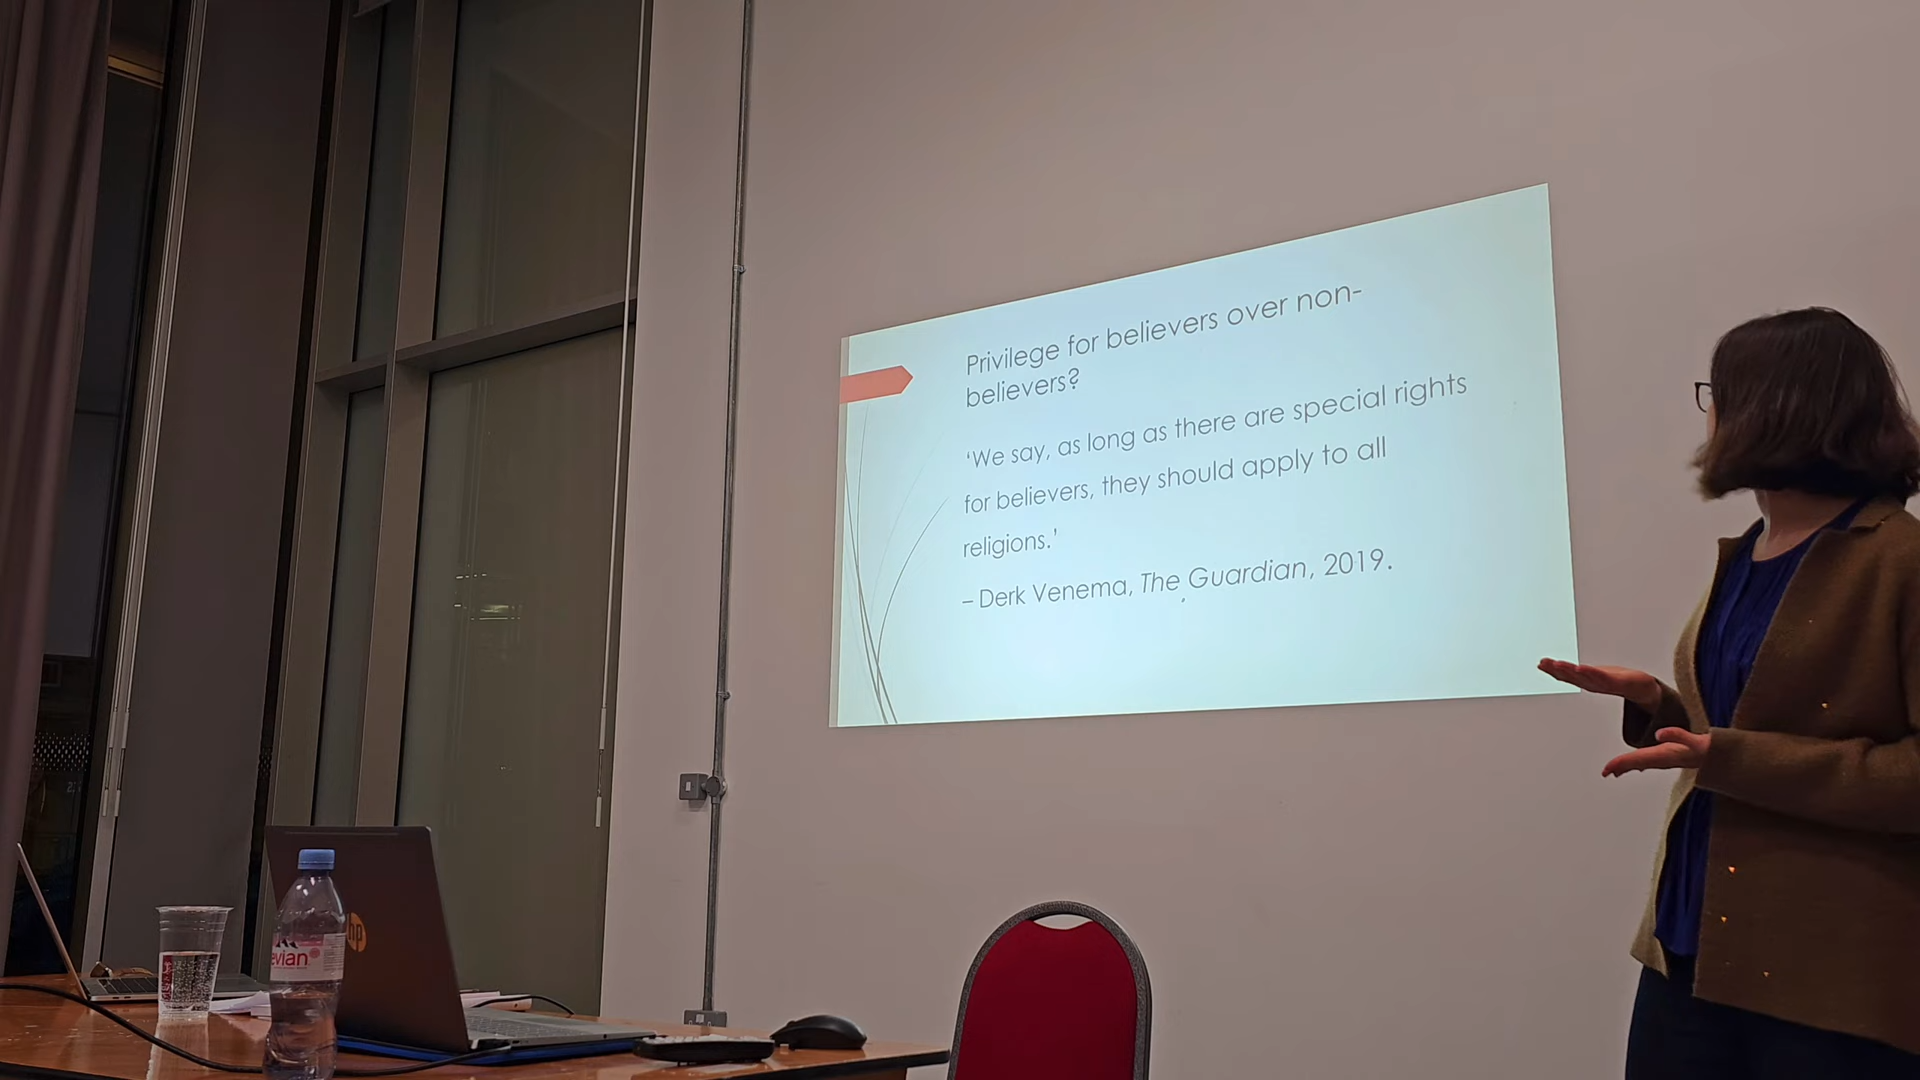 Privilege for believers over non-
believers?
‘We say, as long as there are special rights
for believers, they should apply to all
religions.’
– Derk Venema, The Guardian, 2019.
hp
evian